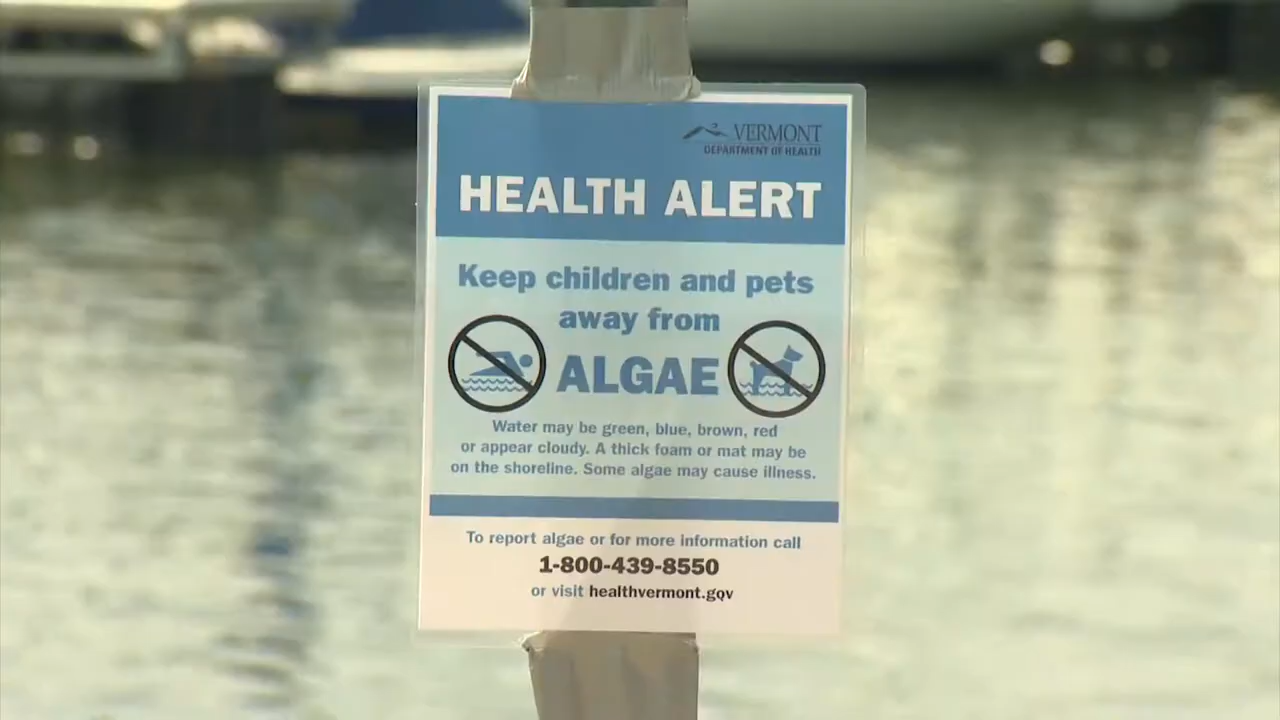 VERMONT
DEPARTMENT OF HEALTH
HEALTH ALERT
Keep children and pets
away from
ALGAE
Water may be green, blue, brown, red
or appear cloudy. A thick foam or mat may be
on the shoreline. Some algae may cause illness.
To report algae or for more information call
1-800-439-8550
or visit healthvermont.gov